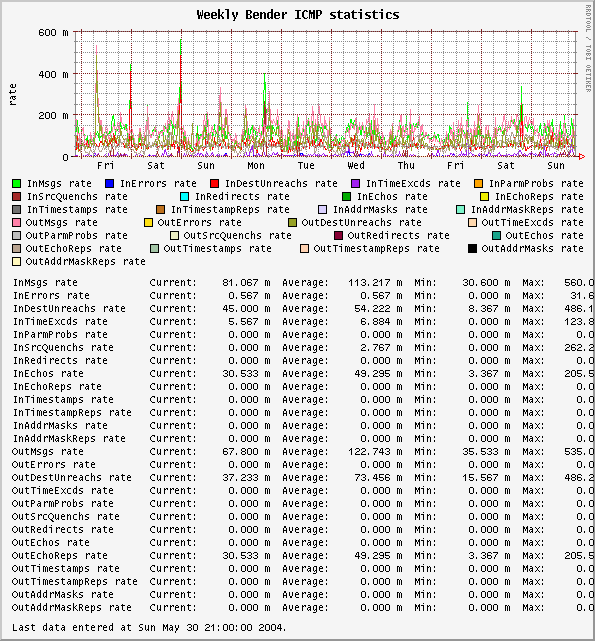 Weekly Bender ICMP statistics
RRDTOOL / TOBI OETIKER
rate
600 m
400 m
200 m
0
Fri Sat Sun Mon Tue Wed Thu Fri Sat Sun
InMsgs rate InErrors rate InDestUnreachs rate InTimeExcds rate InParmProbs rate
InSrcQuenchs rate InRedirects rate InEchos rate InEchoReps rate
InTimestamps rate InTimestampReps rate InAddrMasks rate InAddrMaskReps rate
OutMsgs rate OutErrors rate OutDestUnreachs rate OutTimeExcds rate
OutParmProbs rate OutSrcQuenchs rate OutRedirects rate OutEchos rate
OutEchoReps rate OutTimestamps rate OutTimestampReps rate OutAddrMasks rate
OutAddrMaskReps rate
InMsgs rate Current: 81.067 m Average: 113.217 m Min: 30.600 m Max: 560.0
InErrors rate Current: 0.567 m Average: 0.567 m Min: 0.000 m Max: 31.6
InDestUnreachs rate Current: 45.000 m Average: 54.222 m Min: 8.367 m Max: 486.1
InTimeExcds rate Current: 5.567 m Average: 6.884 m Min: 0.000 m Max: 123.8
InParmProbs rate Current: 0.000 m Average: 0.000 m Min: 0.000 m Max: 0.0
InSrcQuenchs rate Current: 0.000 m Average: 2.767 m Min: 0.000 m Max: 262.2
InRedirects rate Current: 0.000 m Average: 0.000 m Min: 0.000 m Max: 0.0
InEchos rate Current: 30.533 m Average: 49.295 m Min: 3.367 m Max: 205.5
InEchoReps rate Current: 0.000 m Average: 0.000 m Min: 0.000 m Max: 0.0
InTimestamps rate Current: 0.000 m Average: 0.000 m Min: 0.000 m Max: 0.0
InTimestampReps rate Current: 0.000 m Average: 0.000 m Min: 0.000 m Max: 0.0
InAddrMasks rate Current: 0.000 m Average: 0.000 m Min: 0.000 m Max: 0.0
InAddrMaskReps rate Current: 0.000 m Average: 0.000 m Min: 0.000 m Max: 0.0
OutMsgs rate Current: 67.800 m Average: 122.743 m Min: 35.533 m Max: 535.0
OutErrors rate Current: 0.000 m Average: 0.000 m Min: 0.000 m Max: 0.0
OutDestUnreachs rate Current: 37.233 m Average: 73.456 m Min: 15.567 m Max: 486.2
OutTimeExcds rate Current: 0.000 m Average: 0.000 m Min: 0.000 m Max: 0.0
OutParmProbs rate Current: 0.000 m Average: 0.000 m Min: 0.000 m Max: 0.0
OutSrcQuenchs rate Current: 0.000 m Average: 0.000 m Min: 0.000 m Max: 0.0
OutRedirects rate Current: 0.000 m Average: 0.000 m Min: 0.000 m Max: 0.0
OutEchos rate Current: 0.000 m Average: 0.000 m Min: 0.000 m Max: 0.0
OutEchoReps rate Current: 30.533 m Average: 49.295 m Min: 3.367 m Max: 205.5
OutTimestamps rate Current: 0.000 m Average: 0.000 m Min: 0.000 m Max: 0.0
OutTimestampReps rate Current: 0.000 m Average: 0.000 m Min: 0.000 m Max: 0.0
OutAddrMasks rate Current: 0.000 m Average: 0.000 m Min: 0.000 m Max: 0.0
OutAddrMaskReps rate Current: 0.000 m Average: 0.000 m Min: 0.000 m Max: 0.0
Last data entered at Sun May 30 21:00:00 2004.